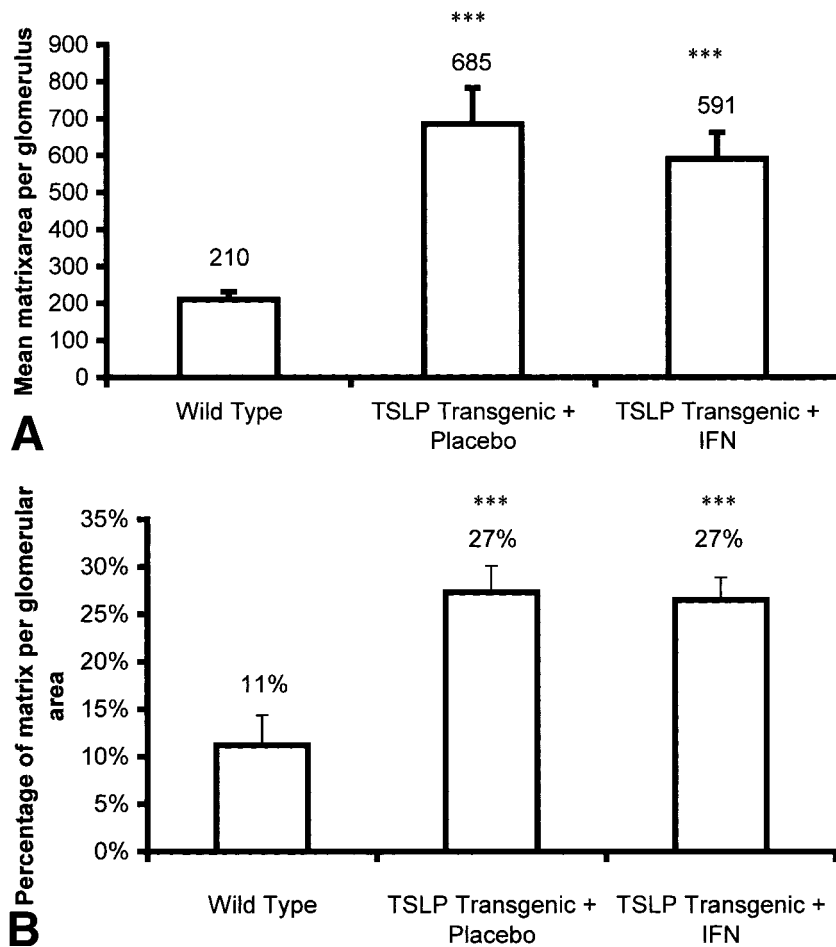 ***
***
900
685
800
591
700
600
500
400
300
210
200
100
0
Mean matrixarea per glomerulus
Wild Type
TSLP Transgenic +
Placebo
TSLP Transgenic +
IFN
A
***
***
35%
27%
27%
30%
25%
20%
11%
15%
10%
5%
0%
Percentage of matrix per glomerular
area
Wild Type
TSLP Transgenic +
Placebo
TSLP Transgenic +
IFN
B